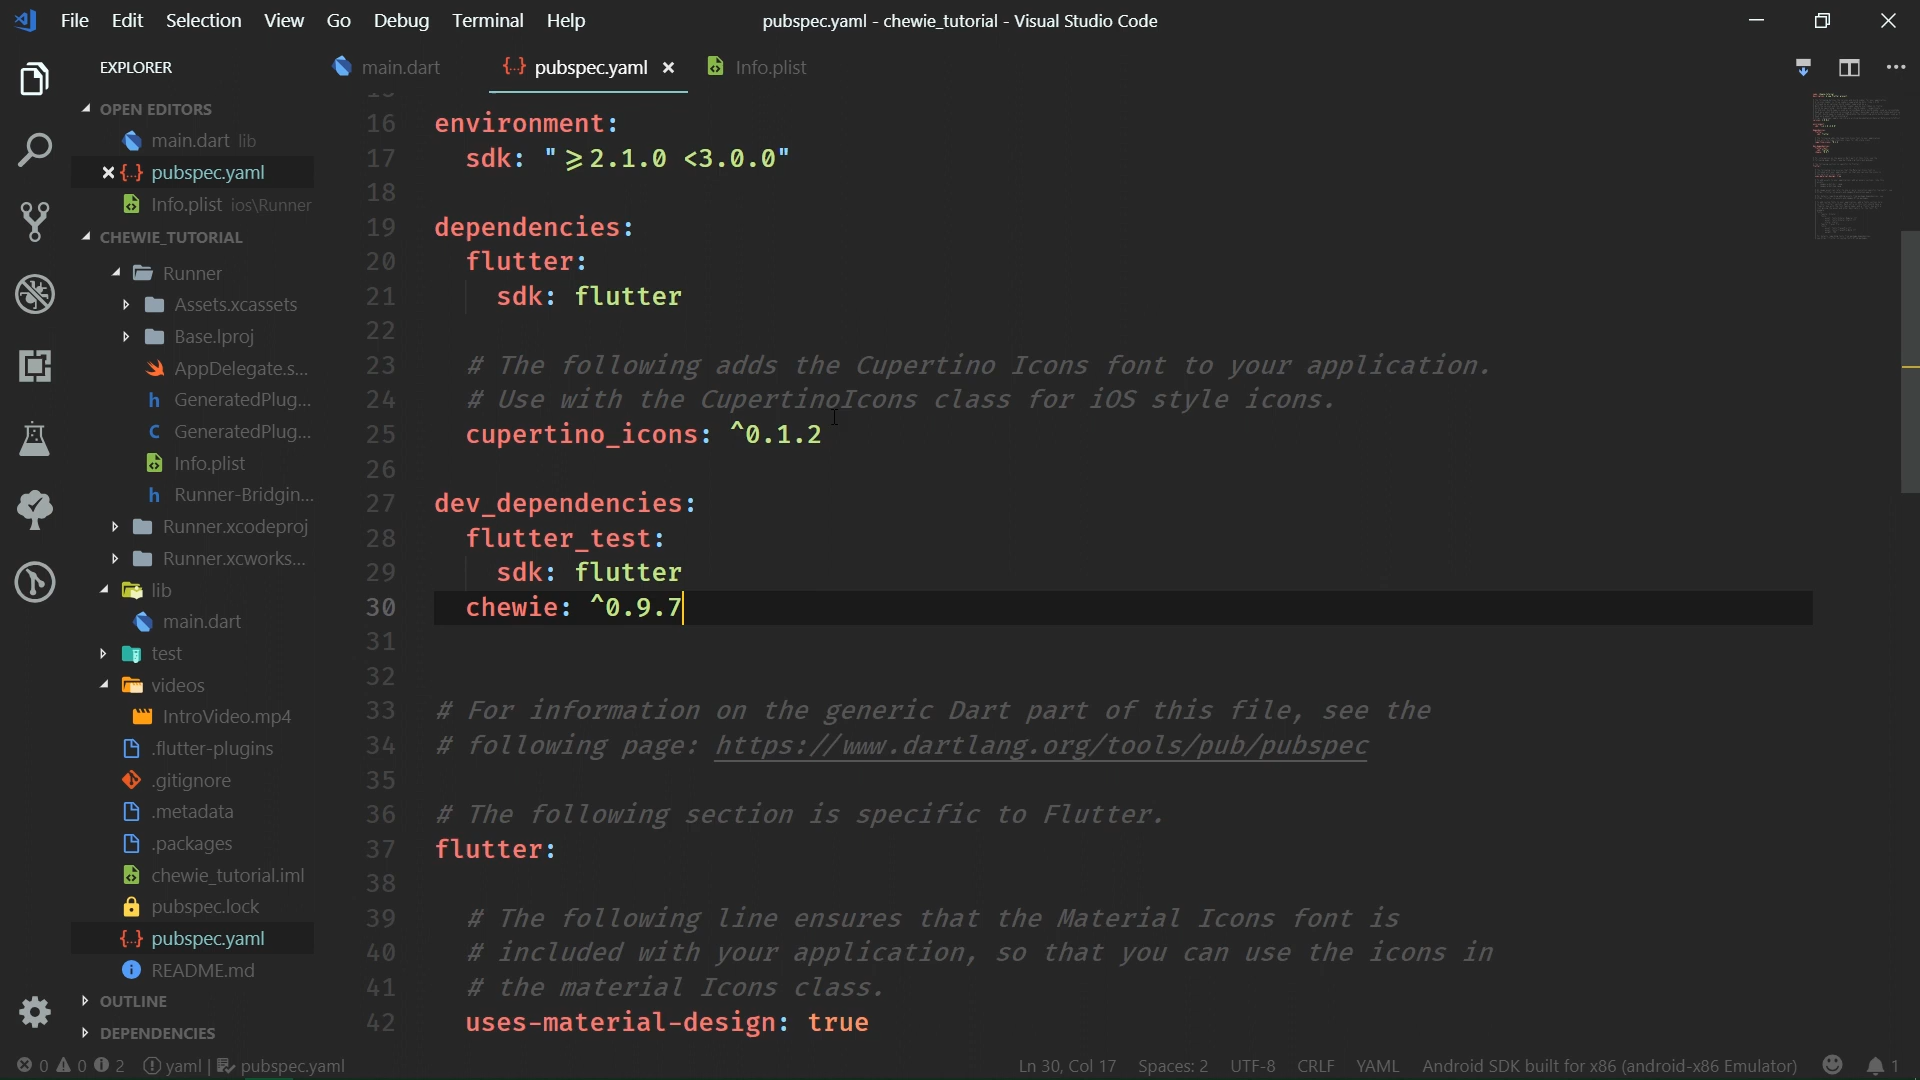 File Edit Selection View Go Debug Terminal Help
pubspec.yaml - chewie_tutorial - Visual Studio Code
EXPLORER
OPEN EDITORS
main.dart lib
pubspec.yaml
Info.plist ios\Runner
CHEWIE_TUTORIAL
Runner
Assets.xcassets
Base.lproj
AppDelegate.s...
GeneratedPlug...
GeneratedPlug...
Info.plist
Runner-Bridgin...
Runner.xcodeproj
Runner.xcworks...
lib
main.dart
test
videos
IntroVideo.mp4
.flutter-plugins
.gitignore
.metadata
.packages
chewie_tutorial.iml
pubspec.lock
pubspec.yaml
README.md
OUTLINE
DEPENDENCIES
main.dart pubspec.yaml Info.plist
16 environment:
17 sdk: ">=2.1.0 <3.0.0"
18
19 dependencies:
20 flutter:
21 sdk: flutter
22
23 # The following adds the Cupertino Icons font to your application.
24 # Use with the CupertinoIcons class for iOS style icons.
25 cupertino_icons: ^0.1.2
26
27 dev_dependencies:
28 flutter_test:
29 sdk: flutter
30 chewie: ^0.9.7
31
32
33 # For information on the generic Dart part of this file, see the
34 # following page: https://www.dartlang.org/tools/pub/pubspec
35
36 # The following section is specific to Flutter.
37 flutter:
38
39 # The following line ensures that the Material Icons font is
40 # included with your application, so that you can use the icons in
41 # the material Icons class.
42 uses-material-design: true
0 0 2 yaml | pubspec.yaml
Ln 30, Col 17 Spaces: 2 UTF-8 CRLF YAML Android SDK built for x86 (android-x86 Emulator) 1